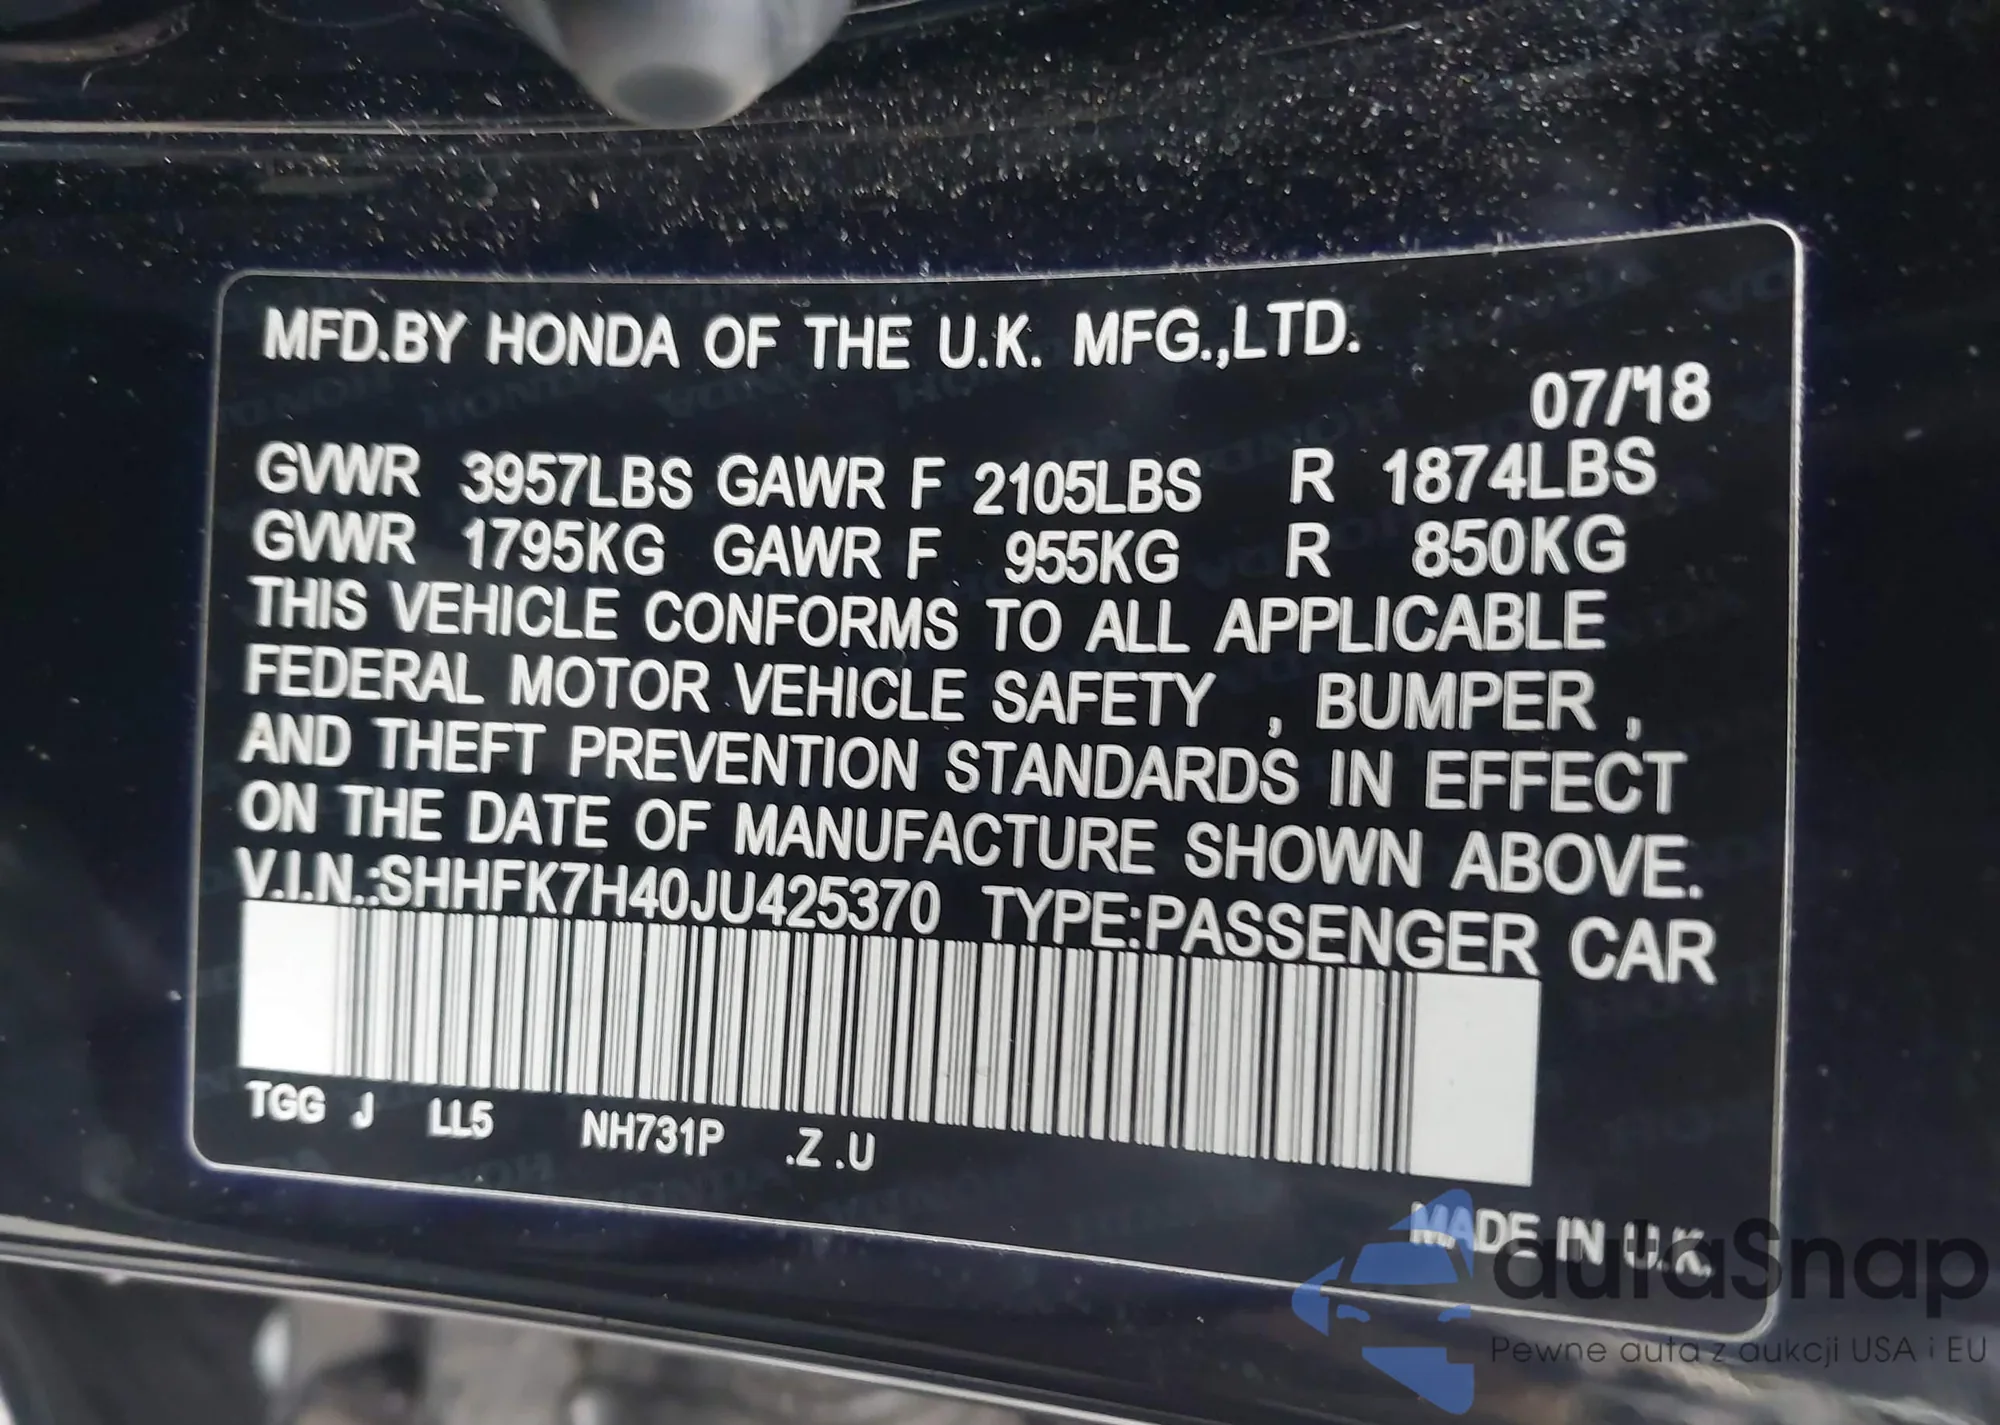 MFD.BY HONDA OF THE U.K. MFG.,LTD.
07/18
GVWR 3957LBS GAWR F 2105LBS R 1874LBS
GVWR 1795KG GAWR F 955KG R 850KG
THIS VEHICLE CONFORMS TO ALL APPLICABLE
FEDERAL MOTOR VEHICLE SAFETY , BUMPER ,
AND THEFT PREVENTION STANDARDS IN EFFECT
ON THE DATE OF MANUFACTURE SHOWN ABOVE.
V.I.N.:SHHFK7H40JU425370 TYPE:PASSENGER CAR
TGG J LL5 NH731P .Z .U
MADE IN U.K.
autaSnap
Pewne auta z aukcji USA i EU